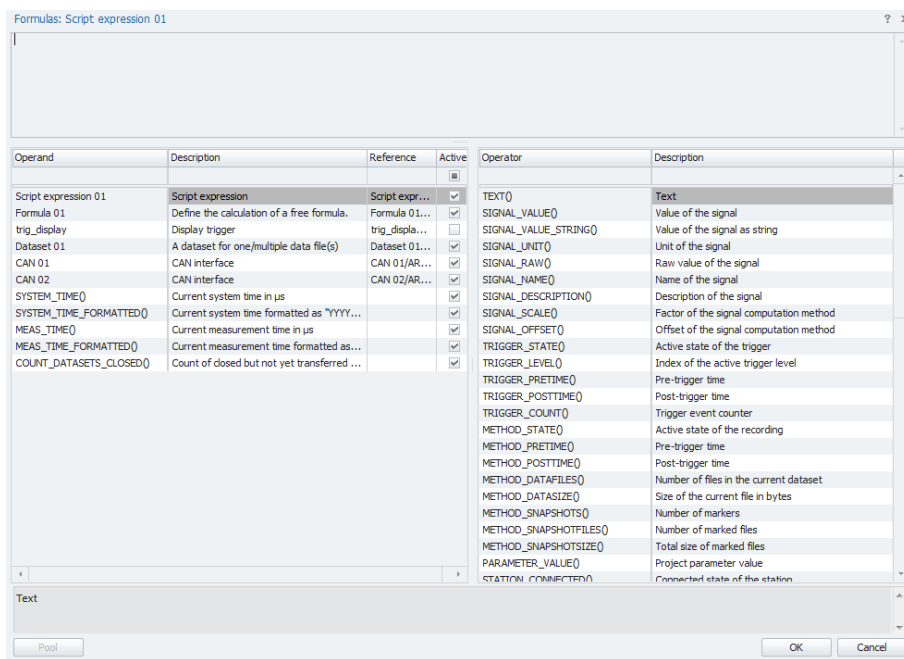 Formulas: Script expression 01 ?
Operand Description Reference Active
Script expression 01 Script expression Script expr...
Formula 01 Define the calculation of a free formula. Formula 01...
trig_display Display trigger trig_displa...
Dataset 01 A dataset for one/multiple data file(s) Dataset 01...
CAN 01 CAN interface CAN 01/AR...
CAN 02 CAN interface CAN 02/AR...
SYSTEM_TIME() Current system time in µs
SYSTEM_TIME_FORMATTED() Current system time formatted as "YYYY...
MEAS_TIME() Current measurement time in µs
MEAS_TIME_FORMATTED() Current measurement time formatted as...
COUNT_DATASETS_CLOSED() Count of closed but not yet transferred ...
Operator Description
TEXT() Text
SIGNAL_VALUE() Value of the signal
SIGNAL_VALUE_STRING() Value of the signal as string
SIGNAL_UNIT() Unit of the signal
SIGNAL_RAW() Raw value of the signal
SIGNAL_NAME() Name of the signal
SIGNAL_DESCRIPTION() Description of the signal
SIGNAL_SCALE() Factor of the signal computation method
SIGNAL_OFFSET() Offset of the signal computation method
TRIGGER_STATE() Active state of the trigger
TRIGGER_LEVEL() Index of the active trigger level
TRIGGER_PRETIME() Pre-trigger time
TRIGGER_POSTTIME() Post-trigger time
TRIGGER_COUNT() Trigger event counter
METHOD_STATE() Active state of the recording
METHOD_PRETIME() Pre-trigger time
METHOD_POSTTIME() Post-trigger time
METHOD_DATAFILES() Number of files in the current dataset
METHOD_DATASIZE() Size of the current file in bytes
METHOD_SNAPSHOTS() Number of markers
METHOD_SNAPSHOTFILES() Number of marked files
METHOD_SNAPSHOTSIZE() Total size of marked files
PARAMETER_VALUE() Project parameter value
STATION_CONNECTED() Connected state of the station
Text
Pool OK Cancel